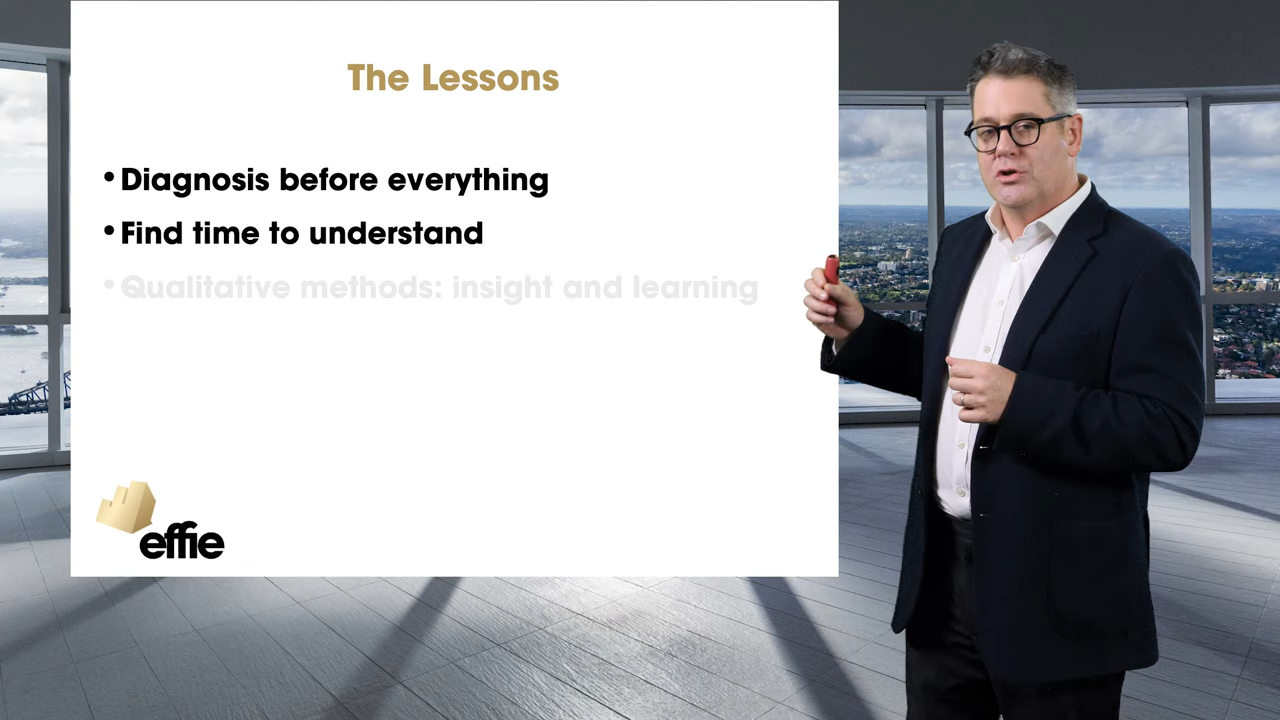 The Lessons
• Diagnosis before everything
• Find time to understand
• Qualitative methods: insight and learning
effie